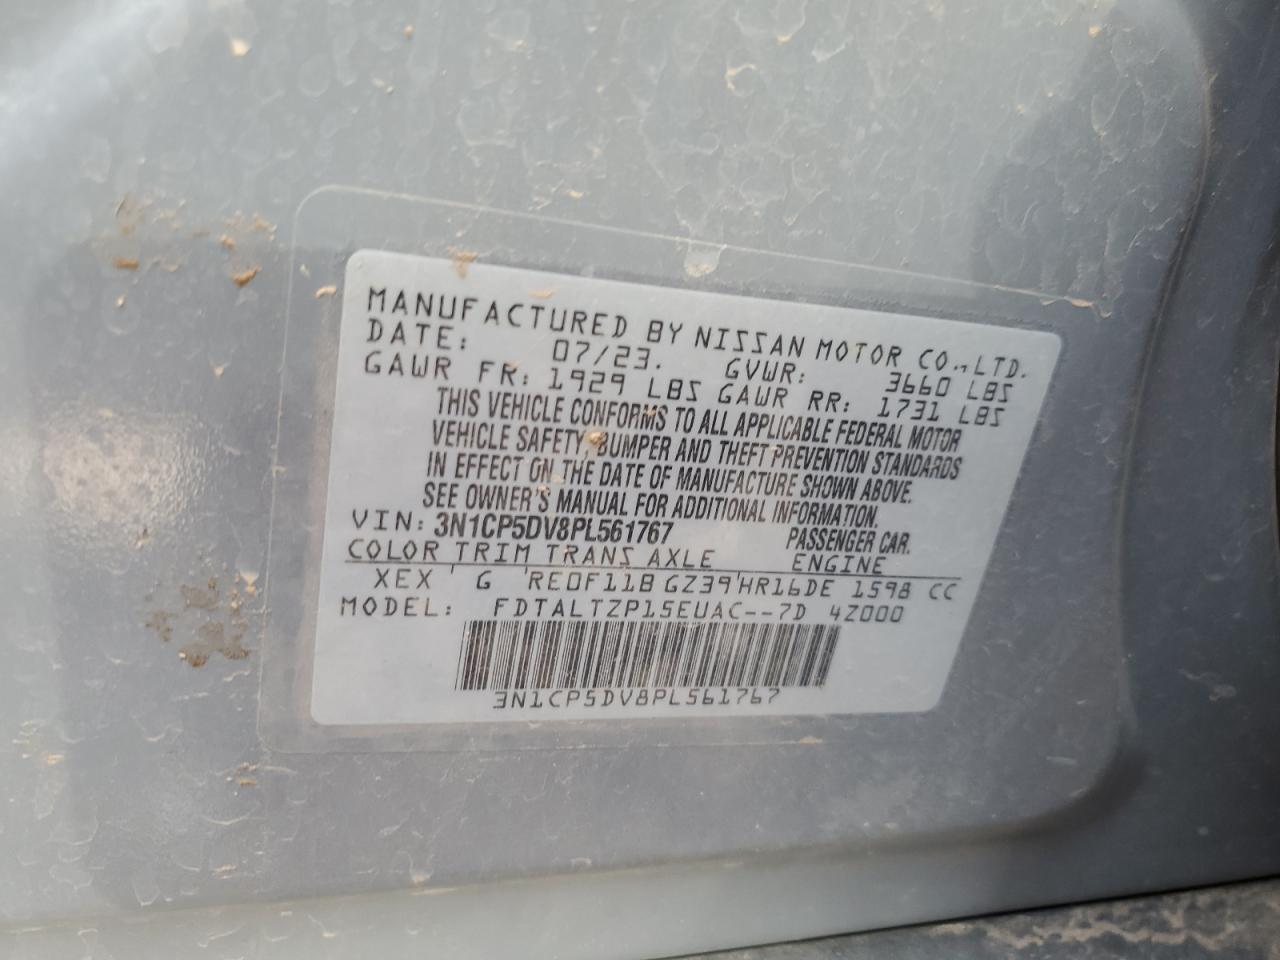 MANUFACTURED BY NISSAN MOTOR CO., LTD.
DATE: 07/23. GVWR: 3660 LBS
GAWR FR: 1929 LBS GAWR RR: 1731 LBS
THIS VEHICLE CONFORMS TO ALL APPLICABLE FEDERAL MOTOR
VEHICLE SAFETY, BUMPER AND THEFT PREVENTION STANDARDS
IN EFFECT ON THE DATE OF MANUFACTURE SHOWN ABOVE.
SEE OWNER'S MANUAL FOR ADDITIONAL INFORMATION.
VIN: 3N1CP5DV8PL561767 PASSENGER CAR.
COLOR TRIM TRANS AXLE ENGINE
XEX ' G 'RE0F11B GZ39'HR16DE 1598 CC
MODEL: FDTALTZP15EUAC--7D 4Z000
3N1CP5DV8PL561767